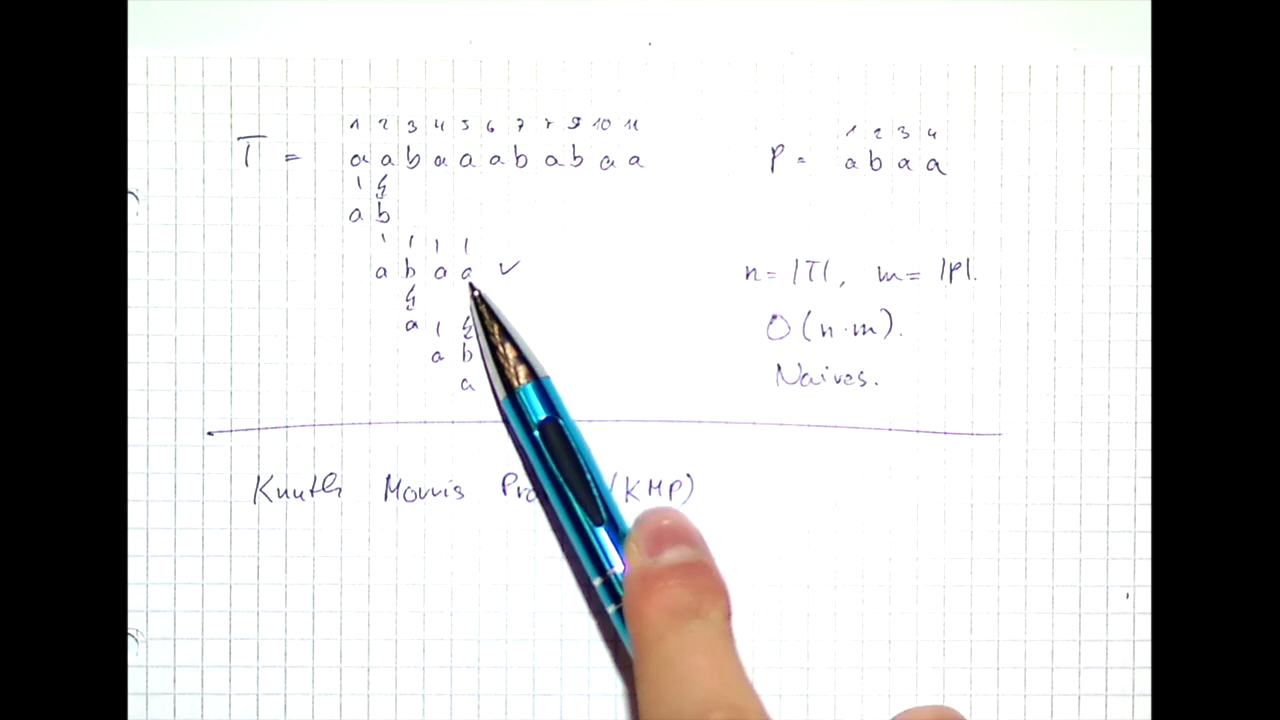 1 2 3 4 5 6 7 8 9 10 11
T = a a b a a a b a b a a
a b
a b a a ✓
a
a b
a
1 2 3 4
P = a b a a
n = |T|, m = |P|.
O(n·m).
Naives.
Knuth Morris (KMP)